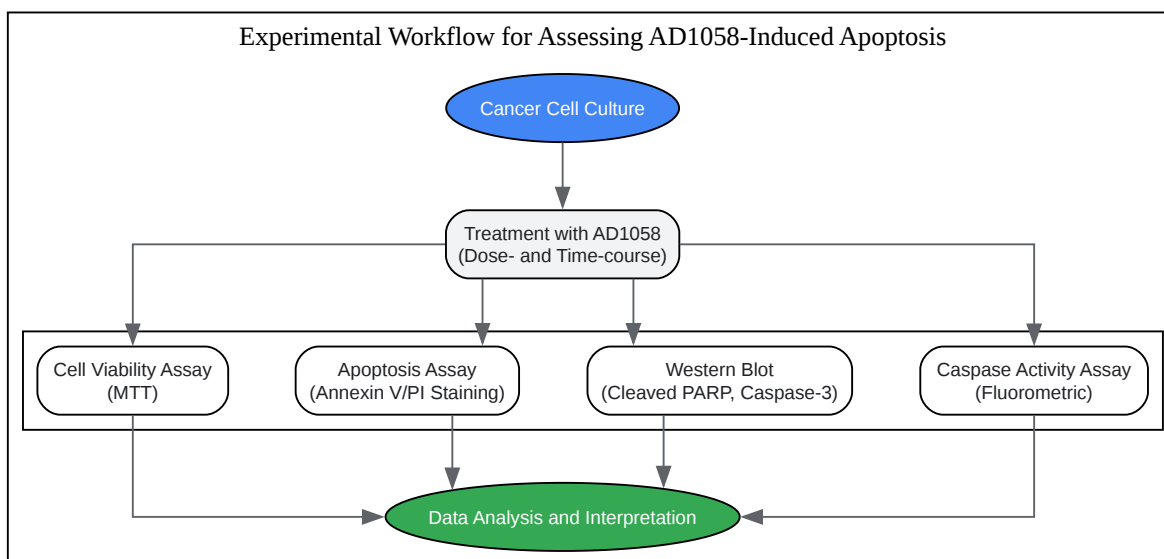 Experimental Workflow for Assessing AD1058-Induced Apoptosis
Cancer Cell Culture
Treatment with AD1058
(Dose- and Time-course)
Cell Viability Assay
(MTT)
Apoptosis Assay
(Annexin V/PI Staining)
Western Blot
(Cleaved PARP, Caspase-3)
Caspase Activity Assay
(Fluorometric)
Data Analysis and Interpretation